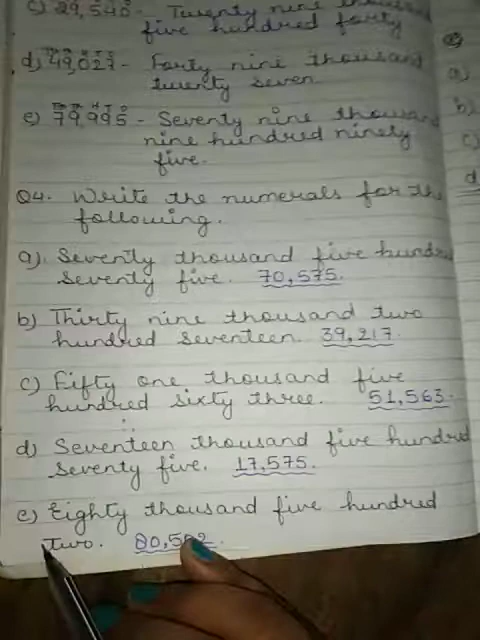 c) 29,540 - Twenty nine thousand
five hundred forty
d) 49,027 - Forty nine thousand
twenty seven.
e) 79,995 - Seventy nine thousand
nine hundred ninety
five.
Q4. Write the numerals for the
following.
a) Seventy thousand five hundred
seventy five. 70,575.
b) Thirty nine thousand two
hundred seventeen. 39,217.
c) Fifty one thousand five
hundred sixty three. 51,563.
d) Seventeen thousand five hundred
seventy five. 17,575.
e) Eighty thousand five hundred
Two. 80,502.
a)
b)
c)
d